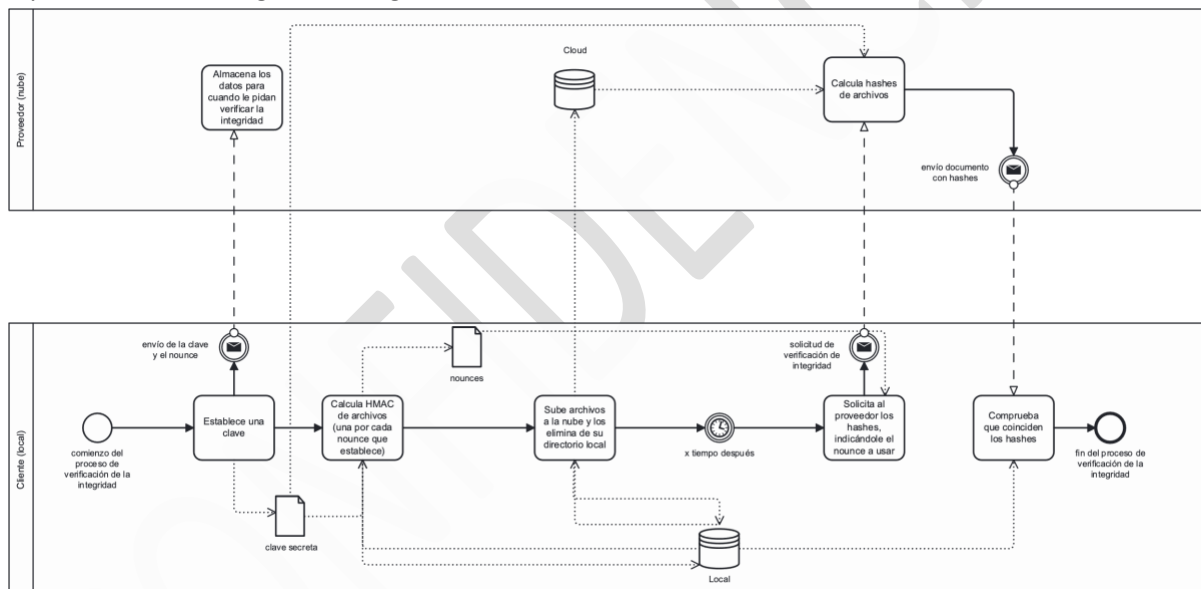 Proveedor (nube)
Almacena los
datos para
cuando le pidan
verificar la
integridad
Cloud
Calcula hashes
de archivos
envío documento
con hashes
Cliente (local)
comienzo del
proceso de
verificación de la
integridad
envío de la clave
y el nounce
Establece una
clave
clave secreta
Calcula HMAC
de archivos
(una por cada
nounce que
establece)
nounces
Sube archivos
a la nube y los
elimina de su
directorio local
x tiempo después
solicitud de
verificación de
integridad
Solicita al
proveedor los
hashes,
indicándole el
nounce a usar
Local
Comprueba
que coinciden
los hashes
fin del proceso de
verificación de la
integridad